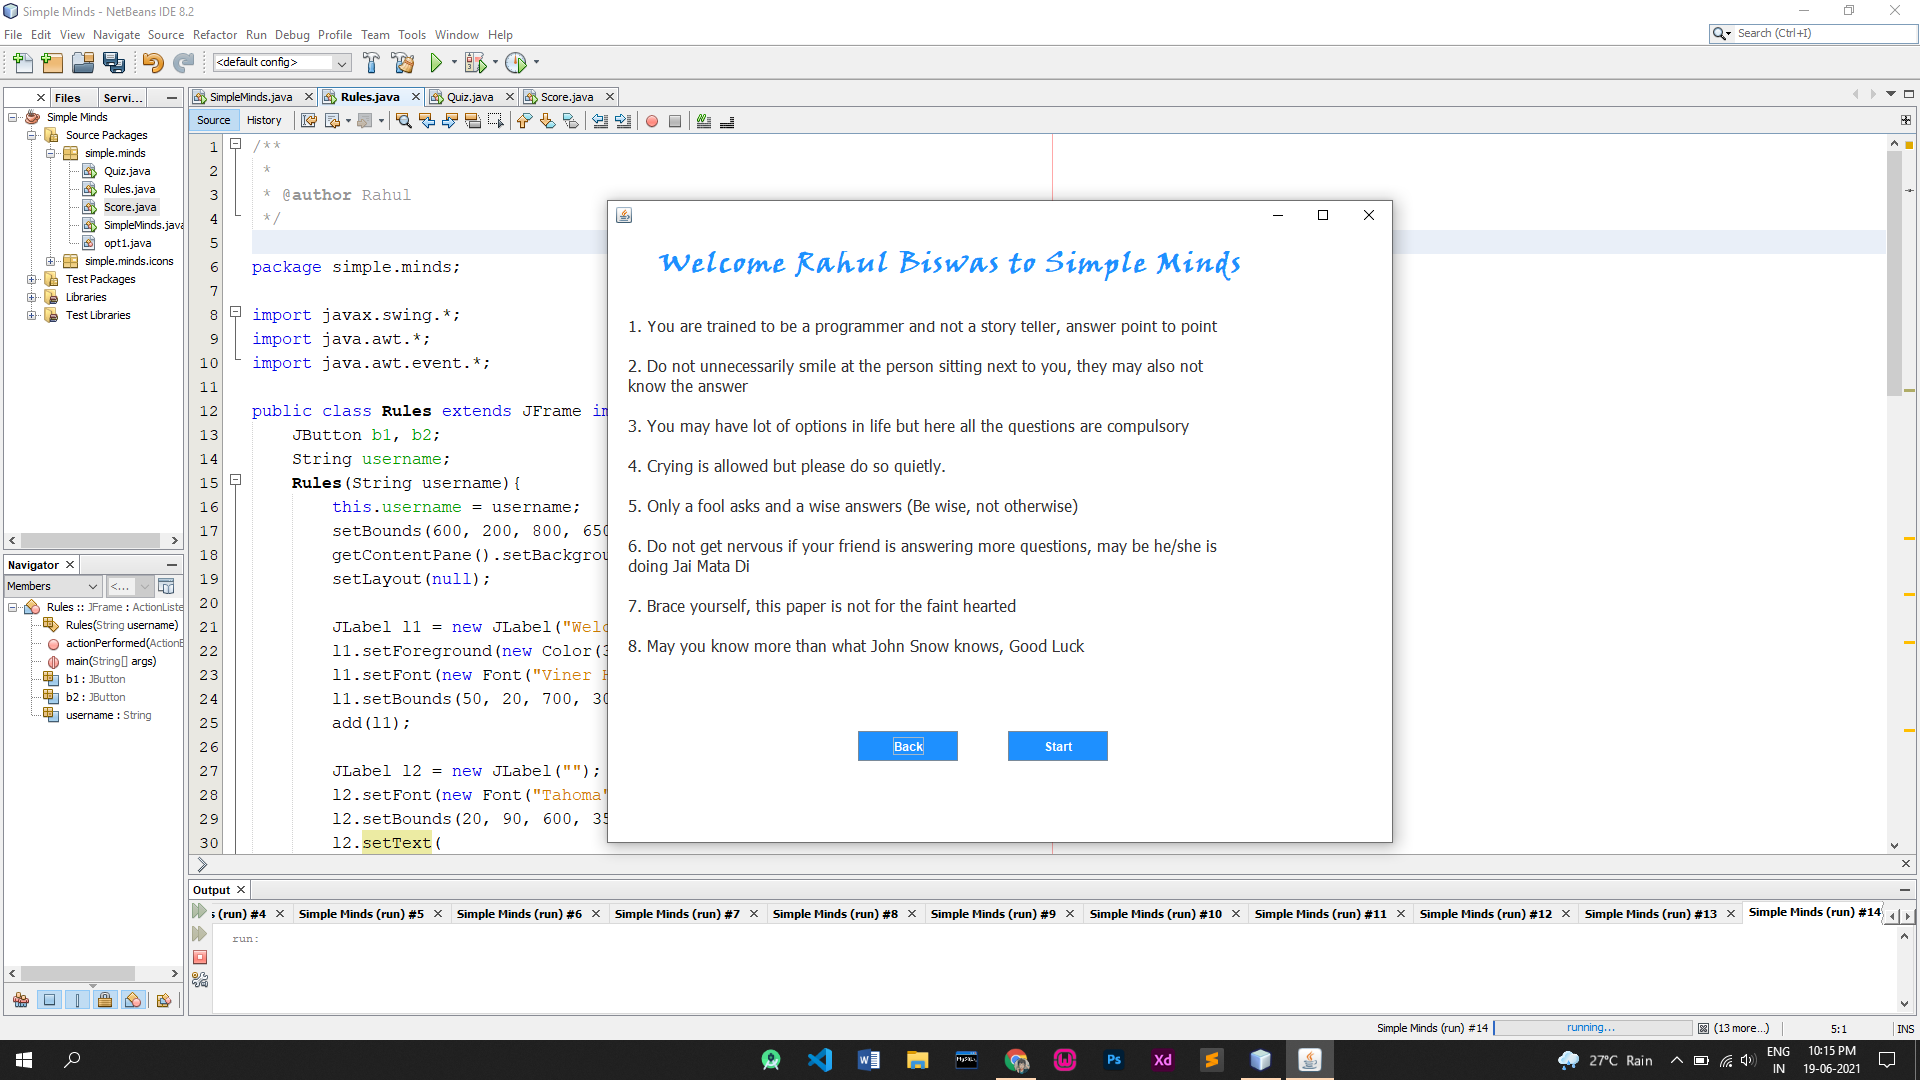 Simple Minds - NetBeans IDE 8.2
File Edit View Navigate Source Refactor Run Debug Profile Team Tools Window Help
Search (Ctrl+I)
<default config>
Files Servi...
SimpleMinds.java Rules.java Quiz.java Score.java
Source History
Simple Minds
Source Packages
simple.minds
Quiz.java
Rules.java
Score.java
SimpleMinds.java
opt1.java
simple.minds.icons
Test Packages
Libraries
Test Libraries
Navigator
Members <...
Rules :: JFrame : ActionListe
Rules(String username)
actionPerformed(ActionE
main(String[] args)
b1 : JButton
b2 : JButton
username : String
1 /**
2 *
3 * @author Rahul
4 */
5
6 package simple.minds;
7
8 import javax.swing.*;
9 import java.awt.*;
10 import java.awt.event.*;
11
12 public class Rules extends JFrame im
13 JButton b1, b2;
14 String username;
15 Rules(String username){
16 this.username = username;
17 setBounds(600, 200, 800, 650
18 getContentPane().setBackgrou
19 setLayout(null);
20
21 JLabel l1 = new JLabel("Welc
22 l1.setForeground(new Color(3
23 l1.setFont(new Font("Viner H
24 l1.setBounds(50, 20, 700, 30
25 add(l1);
26
27 JLabel l2 = new JLabel("");
28 l2.setFont(new Font("Tahoma"
29 l2.setBounds(20, 90, 600, 35
30 l2.setText(
Welcome Rahul Biswas to Simple Minds
1. You are trained to be a programmer and not a story teller, answer point to point
2. Do not unnecessarily smile at the person sitting next to you, they may also not
know the answer
3. You may have lot of options in life but here all the questions are compulsory
4. Crying is allowed but please do so quietly.
5. Only a fool asks and a wise answers (Be wise, not otherwise)
6. Do not get nervous if your friend is answering more questions, may be he/she is
doing Jai Mata Di
7. Brace yourself, this paper is not for the faint hearted
8. May you know more than what John Snow knows, Good Luck
Back Start
Output
s (run) #4 Simple Minds (run) #5 Simple Minds (run) #6 Simple Minds (run) #7 Simple Minds (run) #8 Simple Minds (run) #9 Simple Minds (run) #10 Simple Minds (run) #11 Simple Minds (run) #12 Simple Minds (run) #13 Simple Minds (run) #14
run:
Simple Minds (run) #14 running... (13 more...) 5:1 INS
MySQL Ps Xd
27°C Rain
ENG
IN
10:15 PM
19-06-2021